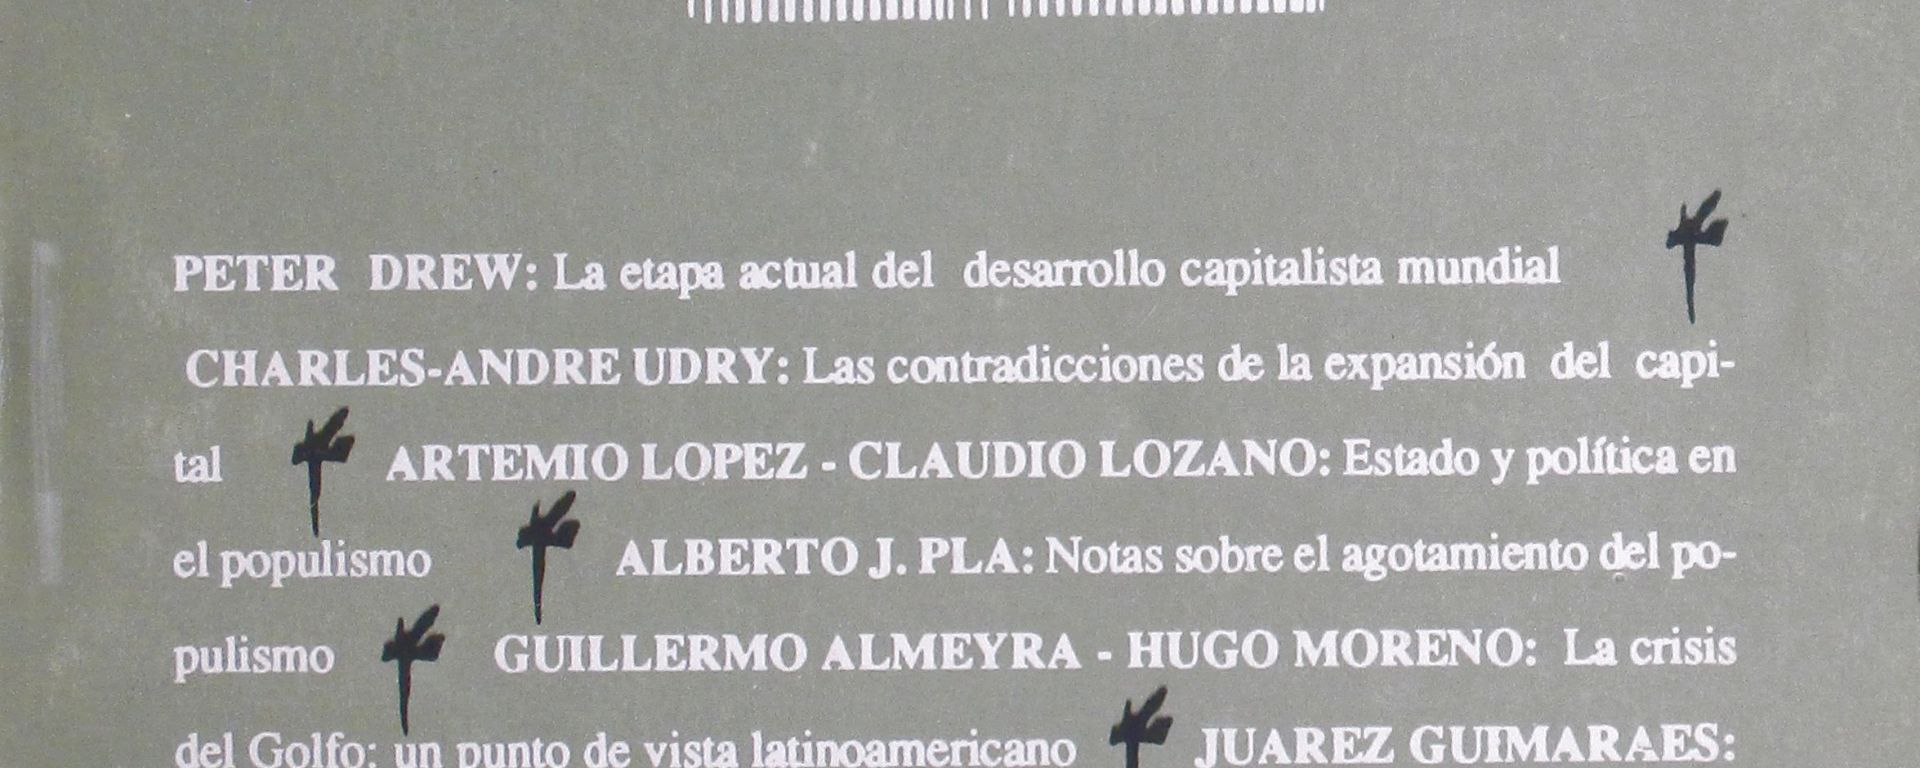 PETER DREW: La etapa actual del desarrollo capitalista mundial
CHARLES-ANDRE UDRY: Las contradicciones de la expansión del capi-
tal ARTEMIO LOPEZ - CLAUDIO LOZANO: Estado y política en
el populismo ALBERTO J. PLA: Notas sobre el agotamiento del po-
pulismo GUILLERMO ALMEYRA - HUGO MORENO: La crisis
del Golfo: un punto de vista latinoamericano JUAREZ GUIMARAES: